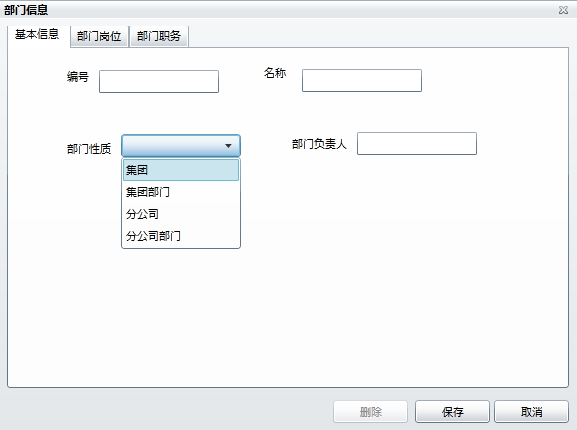 部门信息
基本信息 部门岗位 部门职务
编号 名称
部门性质 部门负责人
集团
集团部门
分公司
分公司部门
删除 保存 取消